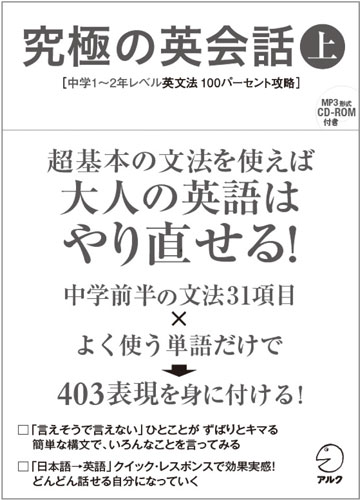 究極の英会話 上
[中学1~2年レベル英文法 100パーセント攻略]
MP3形式
CD-ROM
付き
超基本の文法を使えば
大人の英語は
やり直せる!
中学前半の文法31項目
×
よく使う単語だけで
403表現を身に付ける!
□「言えそうで言えない」ひとことが ずばりとキマる
簡単な構文で、いろんなことを言ってみる
□「日本語→英語」クイック・レスポンスで効果実感!
どんどん話せる自分になっていく
アルク